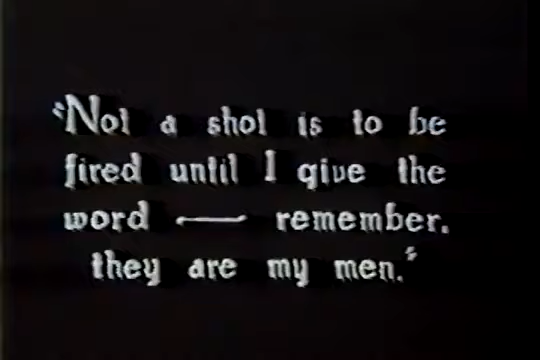 "Not a shot is to be
fired until I give the
word — remember,
they are my men."